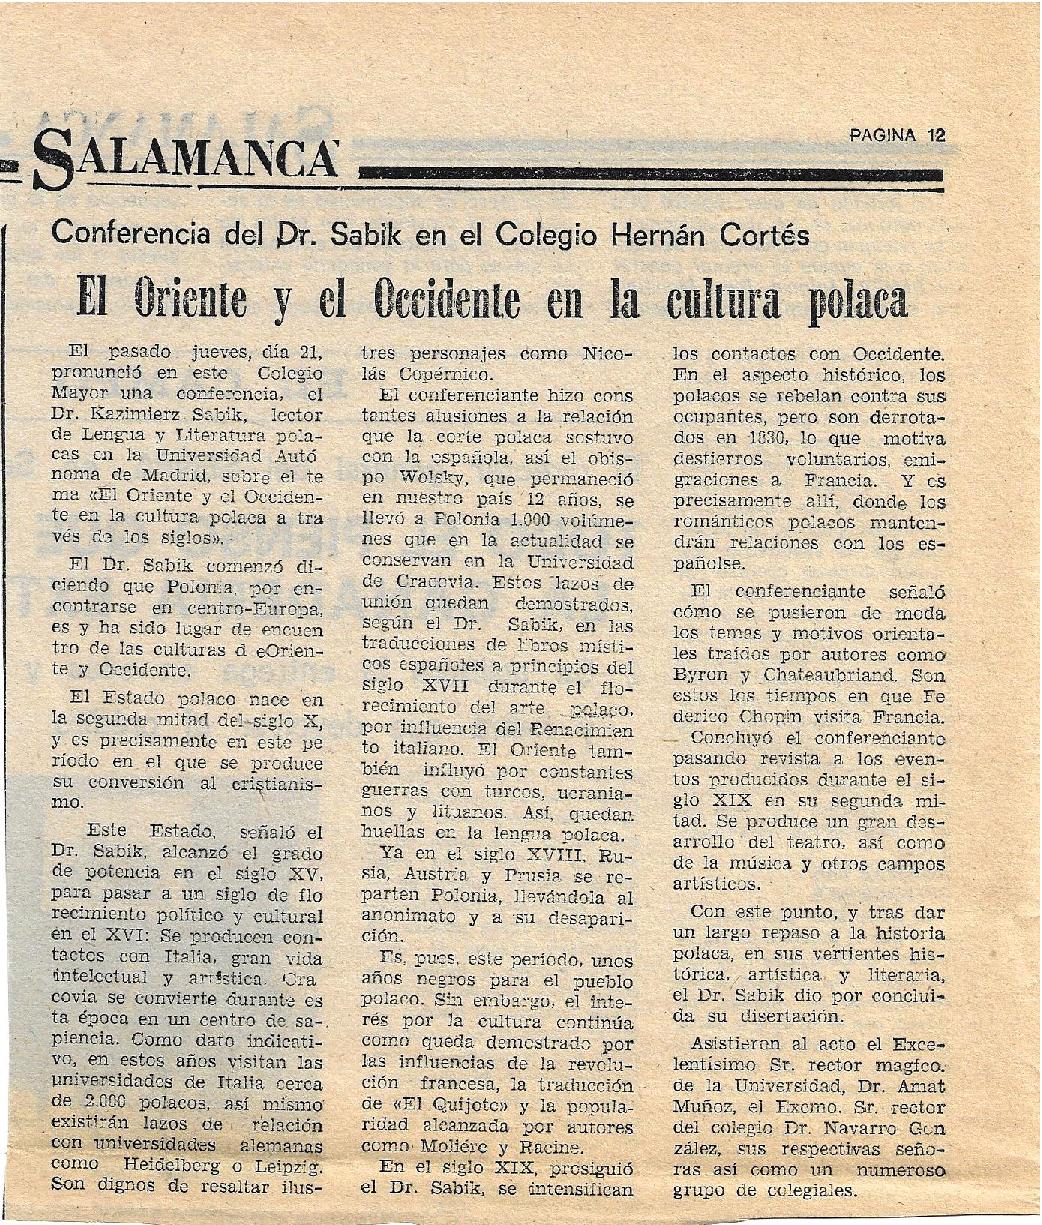 PAGINA 12
SALAMANCA
Conferencia del Dr. Sabik en el Colegio Hernán Cortés
El Oriente y el Occidente en la cultura polaca
El pasado jueves, día 21,
pronunció en este Colegio
Mayor una conferencia, el
Dr. Kazimierz Sabik, lector
de Lengua y Literatura pola-
cas en la Universidad Autó
noma de Madrid, sobre el te
ma «El Oriente y el Occiden-
te en la cultura polaca a tra
vés de los siglos».
El Dr. Sabik comenzó di-
ciendo que Polonia, por en-
contrarse en centro-Europa,
es y ha sido lugar de encuen
tro de las culturas d eOrien-
te y Occidente.
El Estado polaco nace en
la segunda mitad del siglo X,
y es precisamente en este pe
ríodo en el que se produce
su conversión al cristianis-
mo.
Este Estado, señaló el
Dr. Sabik, alcanzó el grado
de potencia en el siglo XV,
para pasar a un siglo de flo
recimiento político y cultural
en el XVI: Se producen con-
tactos con Italia, gran vida
intelectual y artística. Cra
covia se convierte durante es
ta época en un centro de sa-
piencia. Como dato indicati-
vo, en estos años visitan las
universidades de Italia cerca
de 2.000 polacos, así mismo
existirán lazos de relación
con universidades alemanas
como Heidelberg o Leipzig.
Son dignos de resaltar ilus-
tres personajes como Nico-
lás Copérnico.
El conferenciante hizo cons
tantes alusiones a la relación
que la corte polaca sostuvo
con la española, así el obis-
po Wolsky, que permaneció
en nuestro país 12 años, se
llevó a Polonia 1.000 volúme-
nes que en la actualidad se
conservan en la Universidad
de Cracovia. Estos lazos de
unión quedan demostrados,
según el Dr. Sabik, en las
traducciones de libros místi-
cos españoles a principios del
siglo XVII durante el flo-
recimiento del arte polaco,
por influencia del Renacimien
to italiano. El Oriente tam-
bién influyó por constantes
guerras con turcos, ucrania-
nos y lituanos. Así, quedan
huellas en la lengua polaca.
Ya en el siglo XVIII, Ru-
sia, Austria y Prusia se re-
parten Polonia, llevándola al
anonimato y a su desapari-
ción.
Es, pues, este período, unos
años negros para el pueblo
polaco. Sin embargo, el inte-
rés por la cultura continúa
como queda demostrado por
las influencias de la revolu-
ción francesa, la traducción
de «El Quijote» y la popula-
ridad alcanzada por autores
como Moliére y Racine.
En el siglo XIX, prosiguió
el Dr. Sabik, se intensifican
los contactos con Occidente.
En el aspecto histórico, los
polacos se rebelan contra sus
ocupantes, pero son derrota-
dos en 1830, lo que motiva
destierros voluntarios, emi-
graciones a Francia. Y es
precisamente allí, donde los
románticos polacos manten-
drán relaciones con los es-
pañolse.
El conferenciante señaló
cómo se pusieron de moda
los temas y motivos orienta-
les traídos por autores como
Byron y Chateaubriand. Son
estos los tiempos en que Fe
derico Chopin visita Francia.
Concluyó el conferenciante
pasando revista a los even-
tos producidos durante el si-
glo XIX en su segunda mi-
tad. Se produce un gran des-
arrollo del teatro, así como
de la música y otros campos
artísticos.
Con este punto, y tras dar
un largo repaso a la historia
polaca, en sus vertientes his-
tórica, artística, y literaria,
el Dr. Sabik dio por conclui-
da su disertación.
Asistieron al acto el Exce-
lentísimo Sr. rector magico.
de la Universidad, Dr. Amat
Muñoz, el Excmo. Sr. rector
del colegio Dr. Navarro Gon
zález, sus respectivas seño-
ras así como un numeroso
grupo de colegiales.